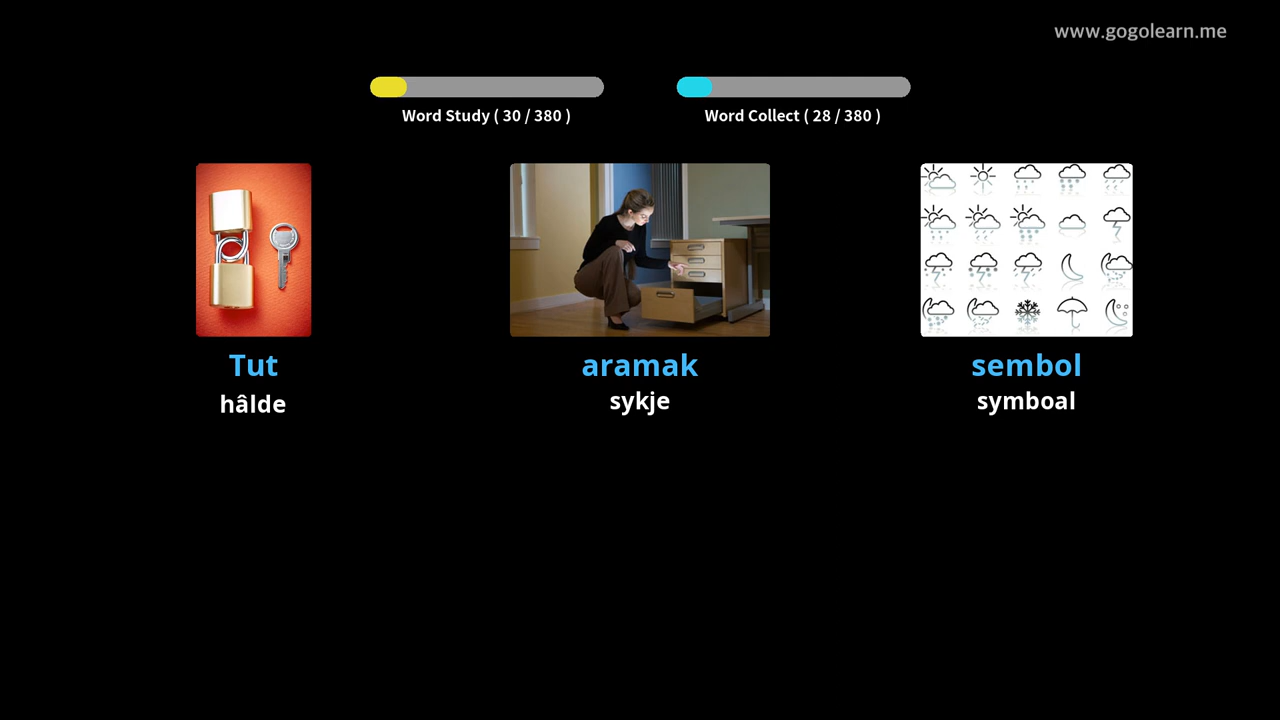 www.gogolearn.me
Word Study ( 30 / 380 )
Word Collect ( 28 / 380 )
Tut
hâlde
aramak
sykje
sembol
symboal